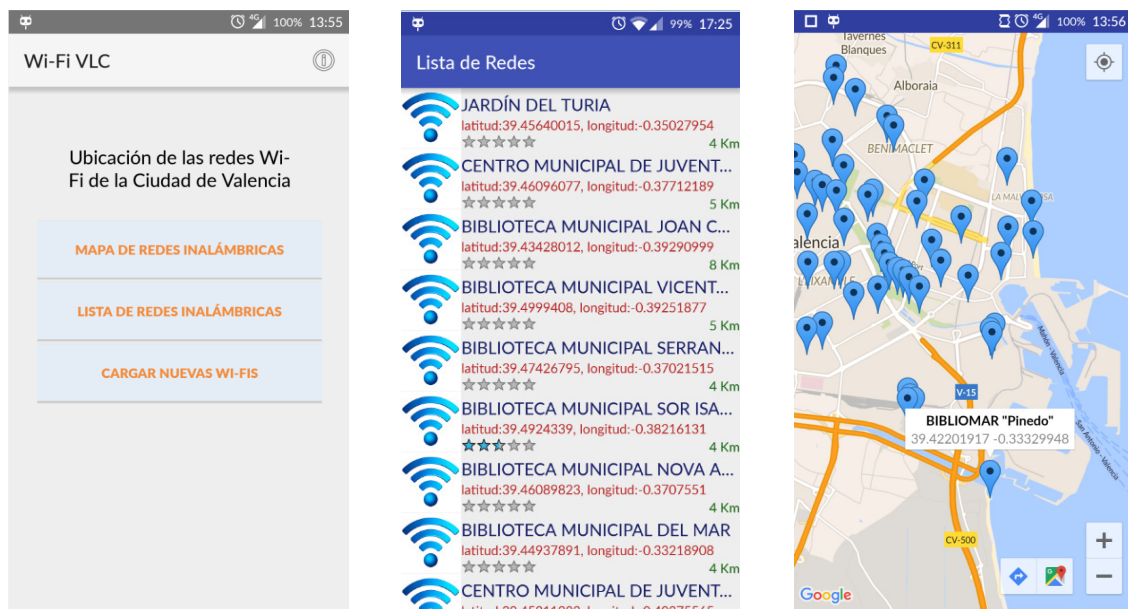 100% 13:55
Wi-Fi VLC
Ubicación de las redes Wi-
Fi de la Ciudad de Valencia
MAPA DE REDES INALÁMBRICAS
LISTA DE REDES INALÁMBRICAS
CARGAR NUEVAS WI-FIS
99% 17:25
Lista de Redes
JARDÍN DEL TURIA
latitud:39.45640015, longitud:-0.35027954
4 Km
CENTRO MUNICIPAL DE JUVENT...
latitud:39.46096077, longitud:-0.37712189
5 Km
BIBLIOTECA MUNICIPAL JOAN C...
latitud:39.43428012, longitud:-0.39290999
8 Km
BIBLIOTECA MUNICIPAL VICENT...
latitud:39.4999408, longitud:-0.39251877
5 Km
BIBLIOTECA MUNICIPAL SERRAN...
latitud:39.47426795, longitud:-0.37021515
4 Km
BIBLIOTECA MUNICIPAL SOR ISA...
latitud:39.4924339, longitud:-0.38216131
4 Km
BIBLIOTECA MUNICIPAL NOVA A...
latitud:39.46089823, longitud:-0.3707551
4 Km
BIBLIOTECA MUNICIPAL DEL MAR
latitud:39.44937891, longitud:-0.33218908
4 Km
CENTRO MUNICIPAL DE JUVENT...
4G 100% 13:56
Tavernes
Blanques
CV-311
Alboraia
BENIMACLET
alencia
V-15
BIBLIOMAR "Pinedo"
39.42201917 -0.33329948
Mahón - Valencia
San Antonio - Valencia
CV-500
Google